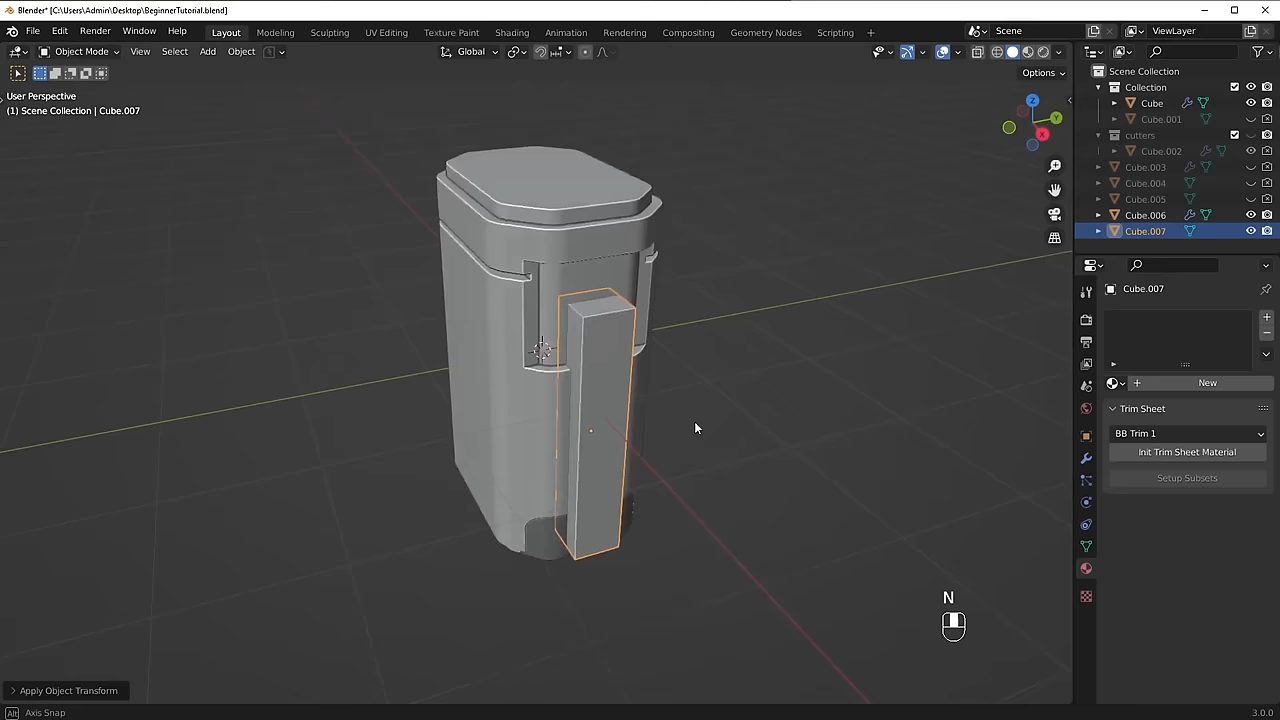 Blender* [C:\Users\Admin\Desktop\BeginnerTutorial.blend]
File Edit Render Window Help Layout Modeling Sculpting UV Editing Texture Paint Shading Animation Rendering Compositing Geometry Nodes Scripting + Scene ViewLayer
Object Mode View Select Add Object Global
Options
User Perspective
(1) Scene Collection | Cube.007
Z
Y
X
Scene Collection
Collection
Cube
Cube.001
cutters
Cube.002
Cube.003
Cube.004
Cube.005
Cube.006
Cube.007
Cube.007
New
Trim Sheet
BB Trim 1
Init Trim Sheet Material
Setup Subsets
N
Apply Object Transform
Alt Axis Snap
3.0.0